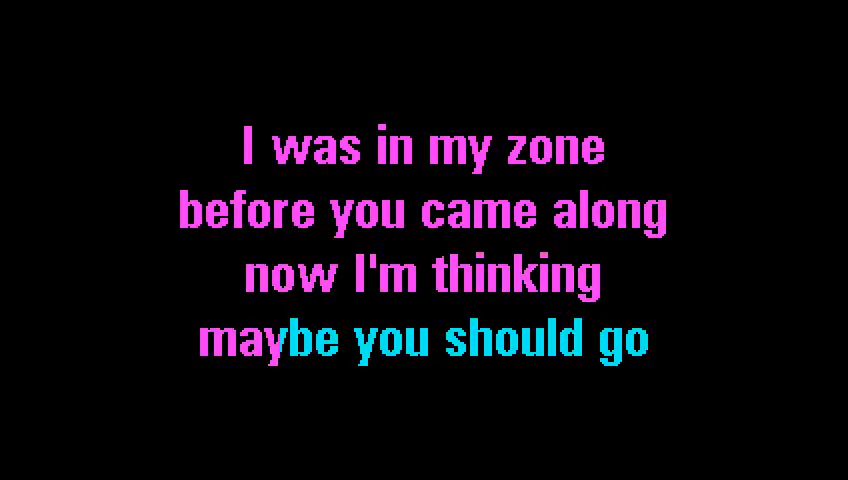 I was in my zone
before you came along
now I'm thinking
maybe you should go